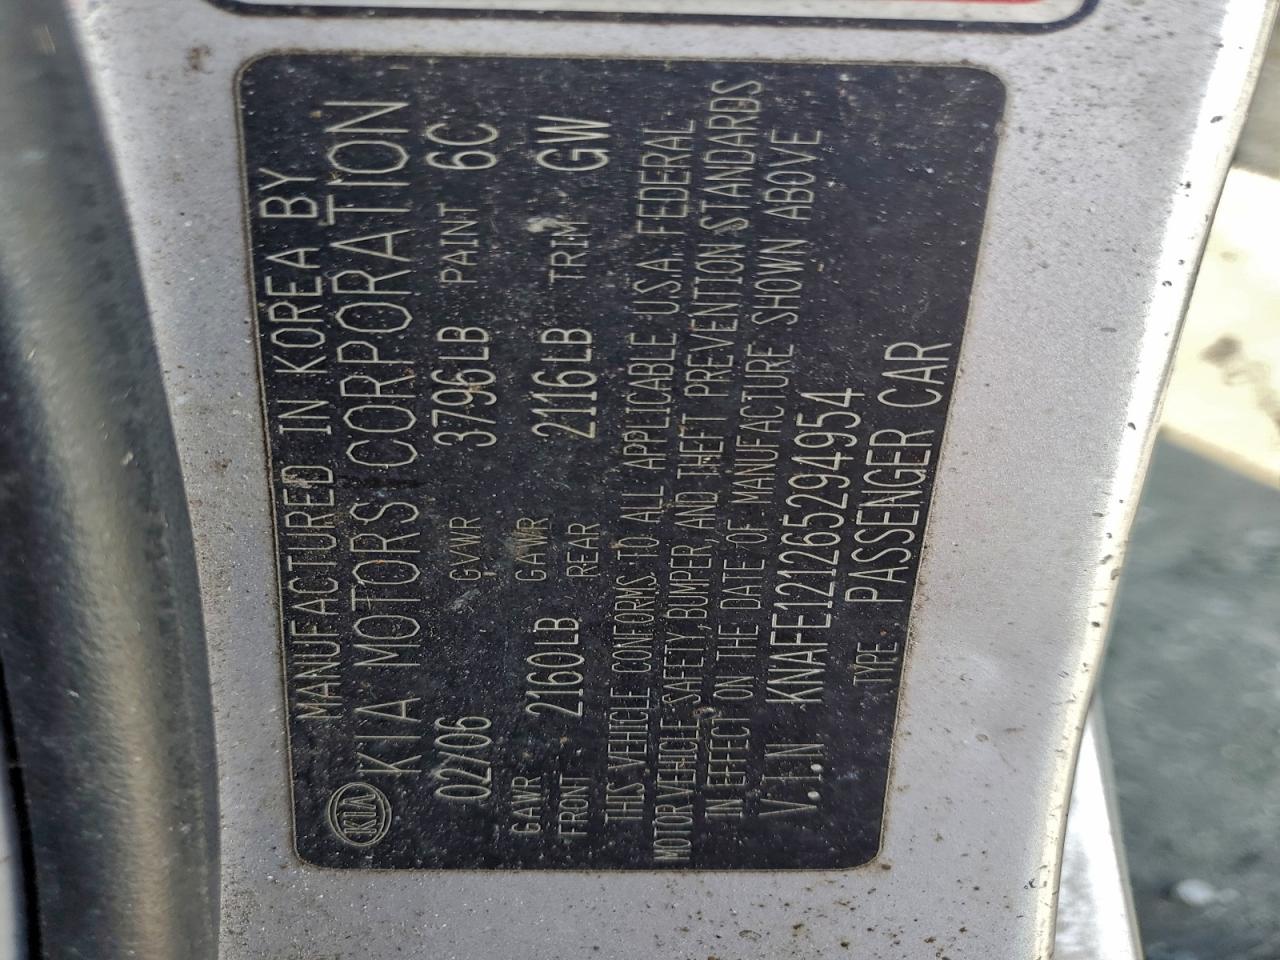 MANUFACTURED IN KOREA BY
KIA KIA MOTORS CORPORATION
02/06 GVWR 3796LB PAINT 6C
GAWR FRONT 2160LB GAWR REAR 2116LB TRIM GW
THIS VEHICLE CONFORMS TO ALL APPLICABLE U.S.A. FEDERAL
MOTOR VEHICLE SAFETY, BUMPER, AND THEFT PREVENTION STANDARDS
IN EFFECT ON THE DATE OF MANUFACTURE SHOWN ABOVE
V.I.N KNAFE121265294954
TYPE PASSENGER CAR